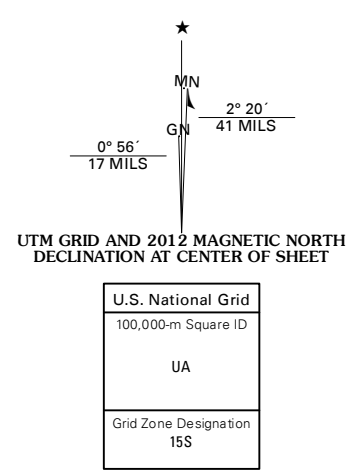 ★
MN
GN
2° 20´
41 MILS
0° 56´
17 MILS
UTM GRID AND 2012 MAGNETIC NORTH
DECLINATION AT CENTER OF SHEET
U.S. National Grid
100,000-m Square ID
UA
Grid Zone Designation
15S